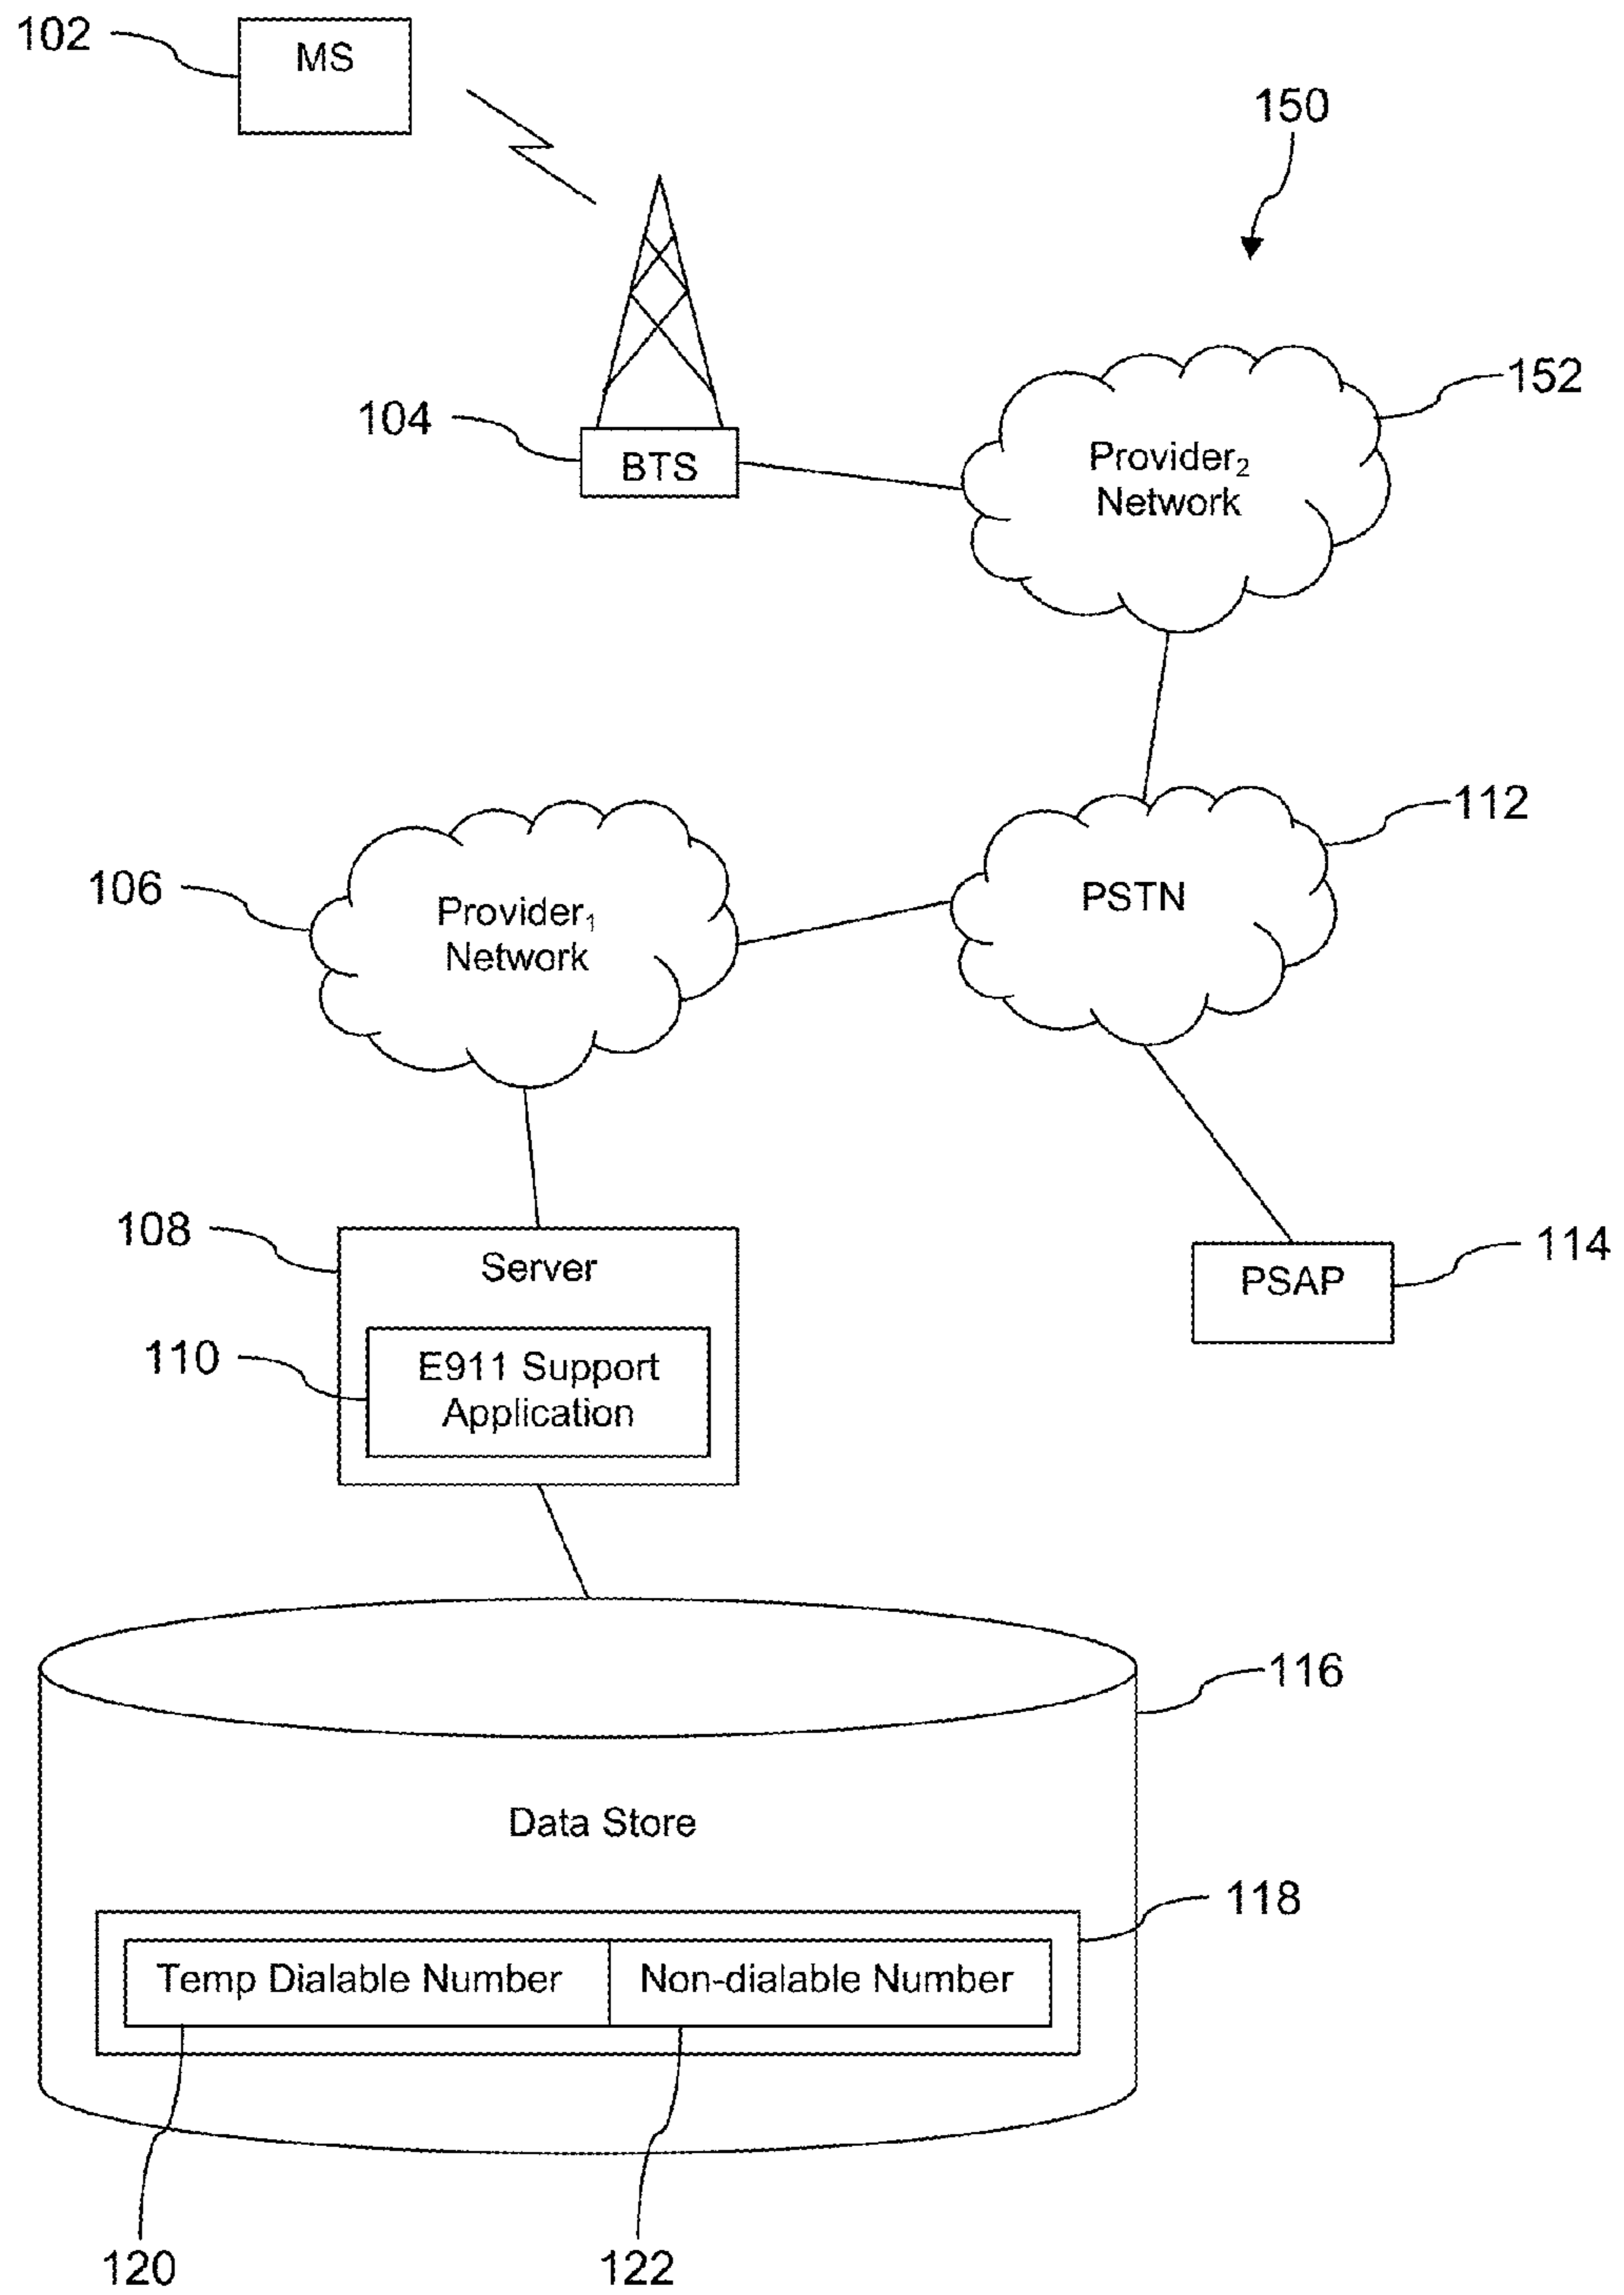 102
MS
150
152
104
BTS
Provider₂
Network
112
106
Provider₁
Network
PSTN
108
Server
114
PSAP
110
E911 Support
Application
116
Data Store
118
Temp Dialable Number
Non-dialable Number
120
122